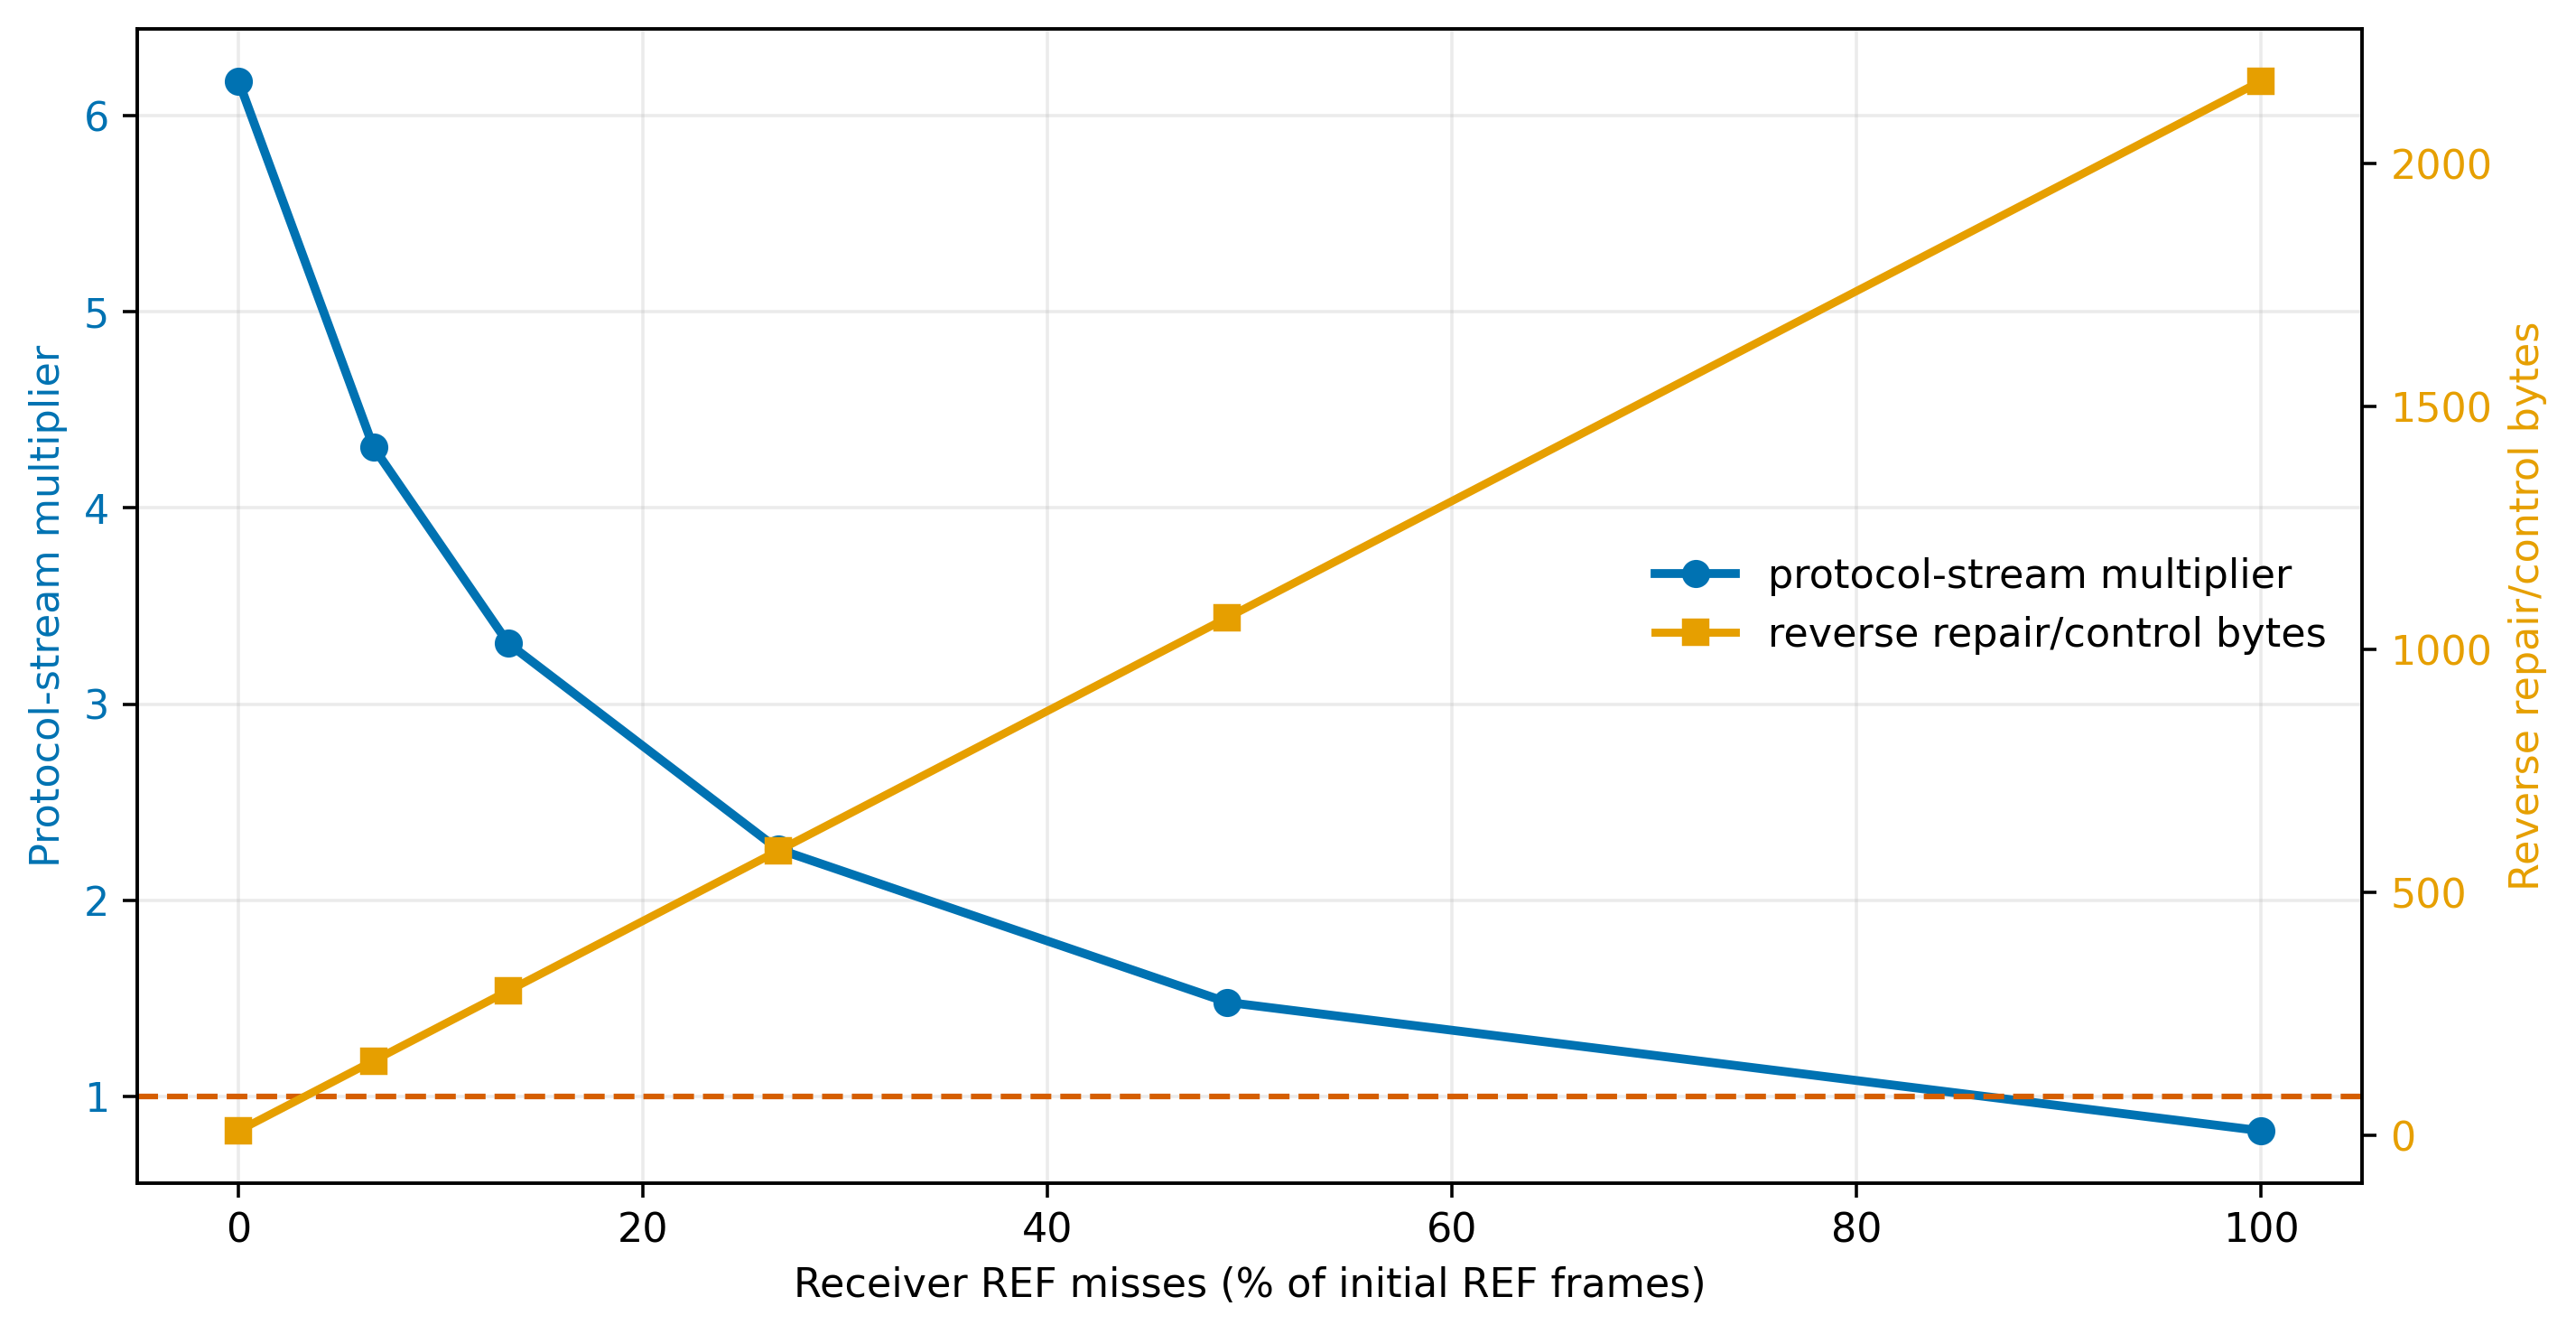 Protocol-stream multiplier
6
5
4
3
2
1
2000
1500
1000
500
0
Reverse repair/control bytes
protocol-stream multiplier
reverse repair/control bytes
0 20 40 60 80 100
Receiver REF misses (% of initial REF frames)